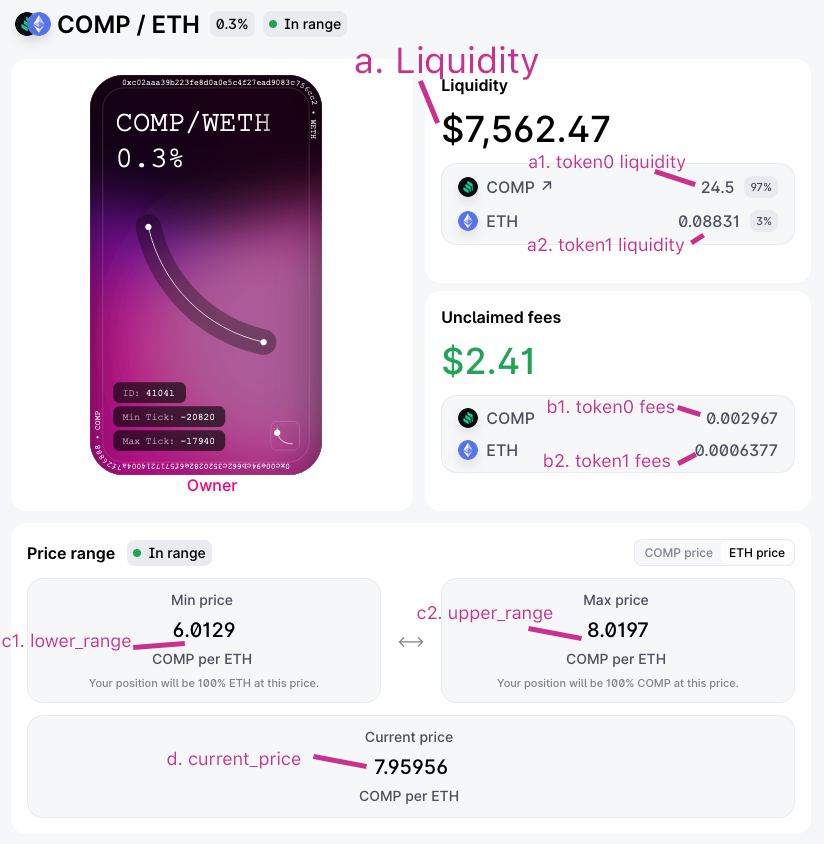 COMP / ETH 0.3% In range
a. Liquidity
0xc02aaa39b223fe8d0a0e5c4f27ead9083c756cc2 • WETH
COMP/WETH
0.3%
ID: 41041
Min Tick: -20820
Max Tick: -17940
Owner
Liquidity
$7,562.47
a1. token0 liquidity
COMP ↗ 24.5 97%
ETH 0.08831 3%
a2. token1 liquidity
Unclaimed fees
$2.41
b1. token0 fees
COMP 0.002967
ETH 0.0006377
b2. token1 fees
Price range In range
COMP price ETH price
Min price
6.0129
c1. lower_range
COMP per ETH
Your position will be 100% ETH at this price.
Max price
c2. upper_range
8.0197
COMP per ETH
Your position will be 100% COMP at this price.
Current price
d. current_price
7.95956
COMP per ETH